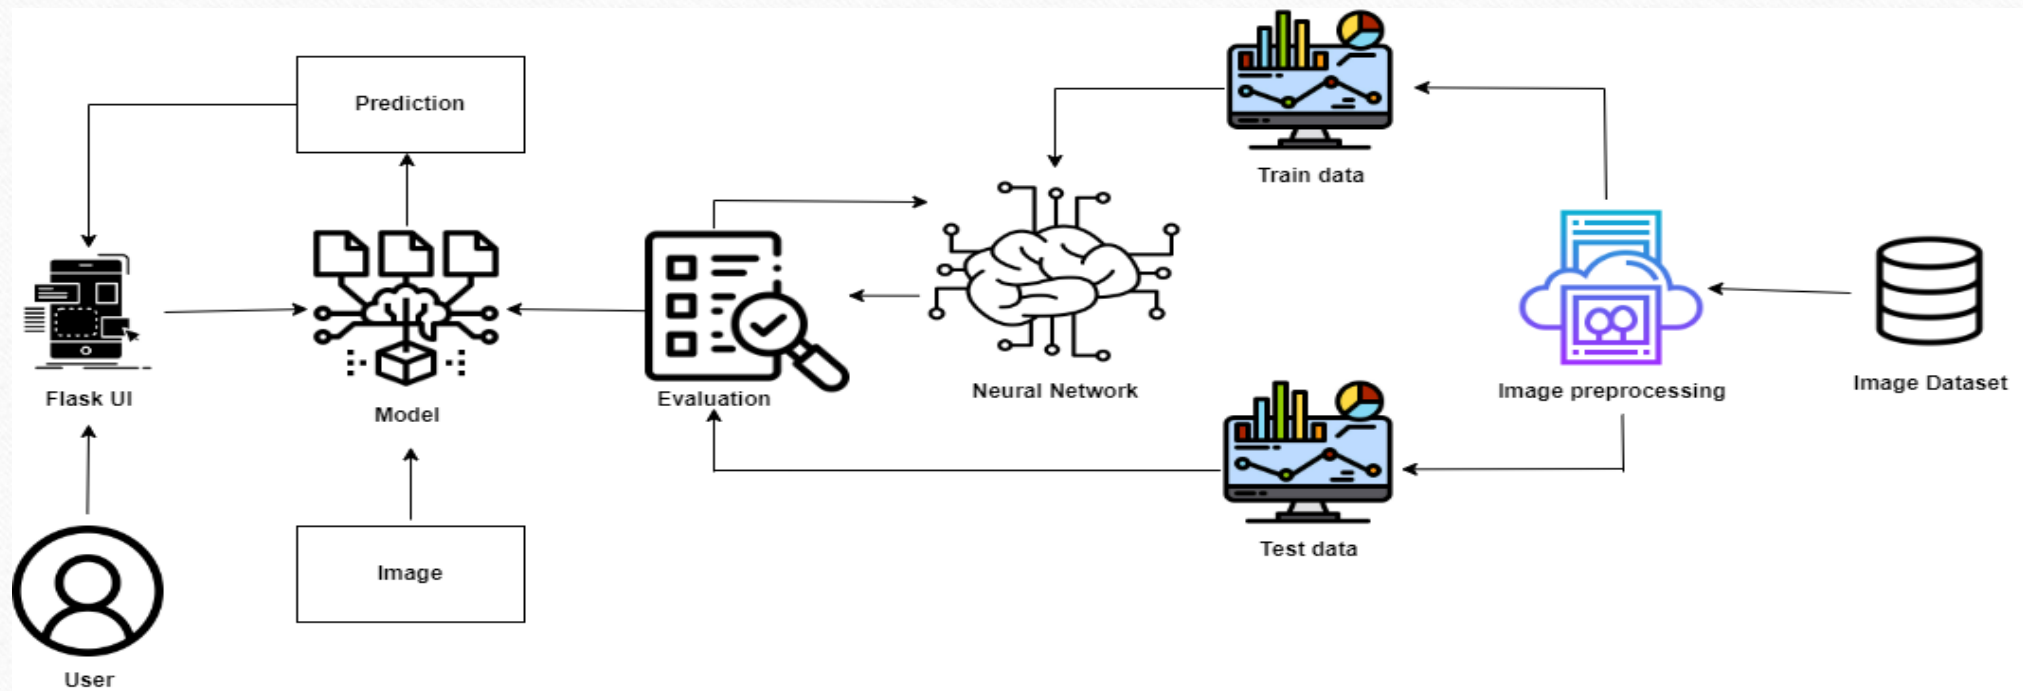 Prediction
Train data
Flask UI
Model
Evaluation
Neural Network
Image preprocessing
Image Dataset
Image
Test data
User